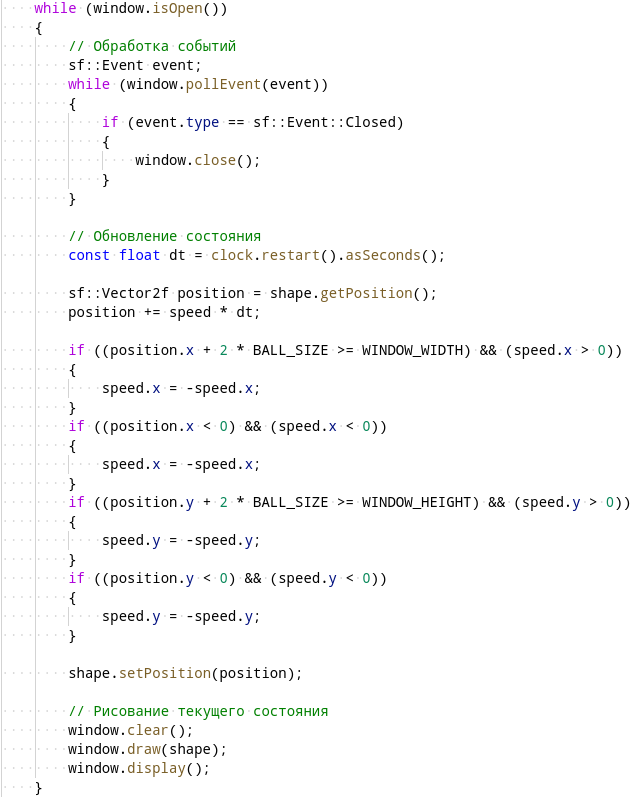 while (window.isOpen())
{
    // Обработка событий
    sf::Event event;
    while (window.pollEvent(event))
    {
        if (event.type == sf::Event::Closed)
        {
            window.close();
        }
    }

    // Обновление состояния
    const float dt = clock.restart().asSeconds();

    sf::Vector2f position = shape.getPosition();
    position += speed * dt;

    if ((position.x + 2 * BALL_SIZE >= WINDOW_WIDTH) && (speed.x > 0))
    {
        speed.x = -speed.x;
    }
    if ((position.x < 0) && (speed.x < 0))
    {
        speed.x = -speed.x;
    }
    if ((position.y + 2 * BALL_SIZE >= WINDOW_HEIGHT) && (speed.y > 0))
    {
        speed.y = -speed.y;
    }
    if ((position.y < 0) && (speed.y < 0))
    {
        speed.y = -speed.y;
    }

    shape.setPosition(position);

    // Рисование текущего состояния
    window.clear();
    window.draw(shape);
    window.display();
}